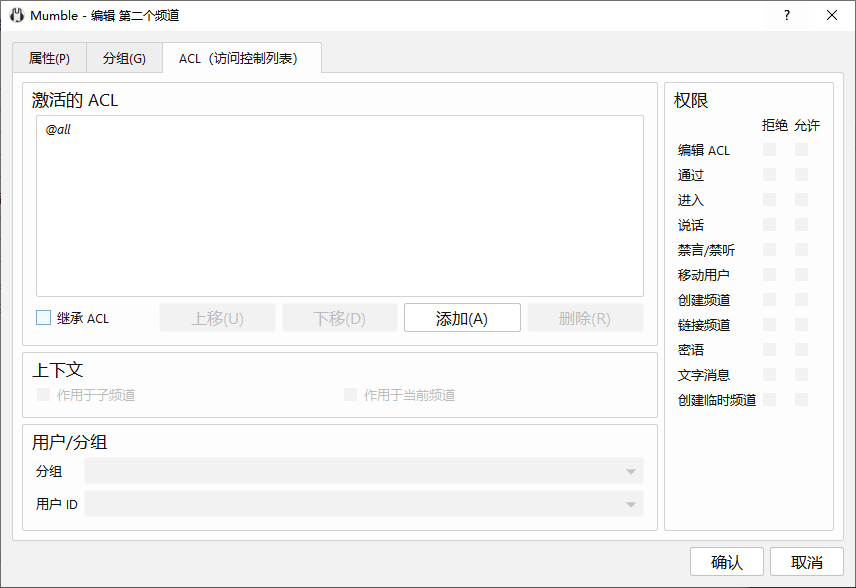 Mumble - 编辑 第二个频道
属性(P) 分组(G) ACL（访问控制列表）
激活的 ACL
@all
继承 ACL 上移(U) 下移(D) 添加(A) 删除(R)
上下文
作用于子频道 作用于当前频道
用户/分组
分组
用户 ID
权限
拒绝 允许
编辑 ACL
通过
进入
说话
禁言/禁听
移动用户
创建频道
链接频道
密语
文字消息
创建临时频道
确认 取消